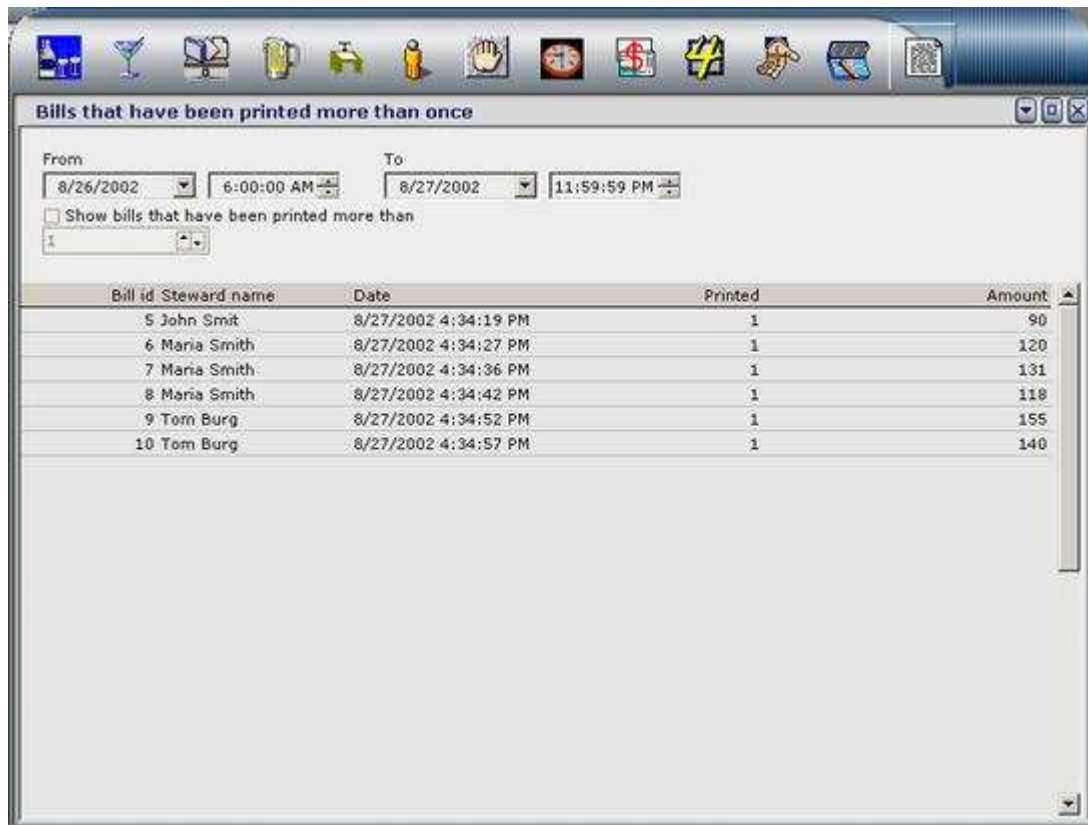 Bills that have been printed more than once
From To
8/26/2002 6:00:00 AM 8/27/2002 11:59:59 PM
Show bills that have been printed more than
1
Bill id Steward name Date Printed Amount
5 John Smit 8/27/2002 4:34:19 PM 1 90
6 Maria Smith 8/27/2002 4:34:27 PM 1 120
7 Maria Smith 8/27/2002 4:34:36 PM 1 131
8 Maria Smith 8/27/2002 4:34:42 PM 1 118
9 Tom Burg 8/27/2002 4:34:52 PM 1 155
10 Tom Burg 8/27/2002 4:34:57 PM 1 140